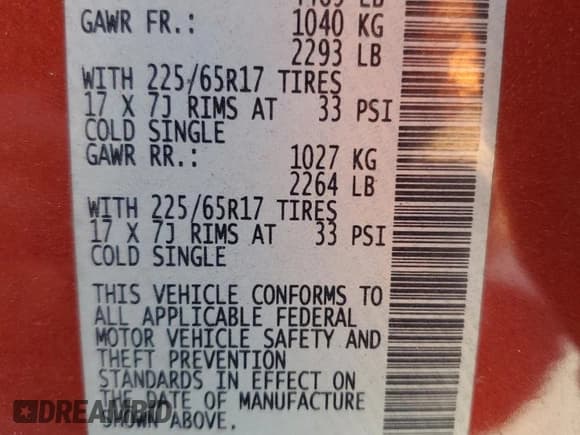 4409 LB
GAWR FR.: 1040 KG
2293 LB
WITH 225/65R17 TIRES
17 X 7J RIMS AT 33 PSI
COLD SINGLE
GAWR RR.: 1027 KG
2264 LB
WITH 225/65R17 TIRES
17 X 7J RIMS AT 33 PSI
COLD SINGLE
THIS VEHICLE CONFORMS TO
ALL APPLICABLE FEDERAL
MOTOR VEHICLE SAFETY AND
THEFT PREVENTION
STANDARDS IN EFFECT ON
THE DATE OF MANUFACTURE
SHOWN ABOVE.
DREAMBID